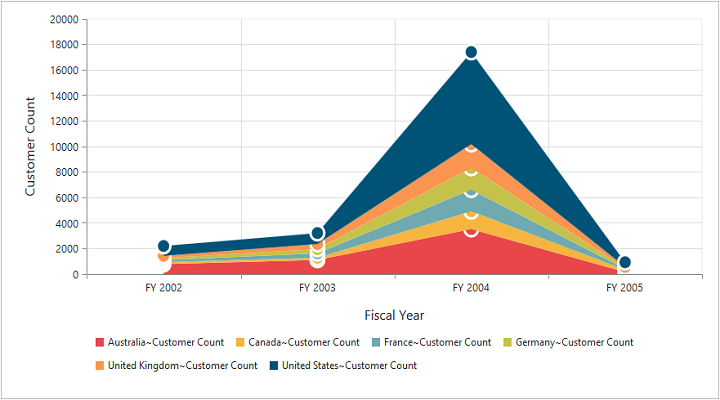 20000
18000
16000
14000
12000
10000
8000
6000
4000
2000
0
Customer Count
FY 2002 FY 2003 FY 2004 FY 2005
Fiscal Year
Australia~Customer Count Canada~Customer Count France~Customer Count Germany~Customer Count
United Kingdom~Customer Count United States~Customer Count